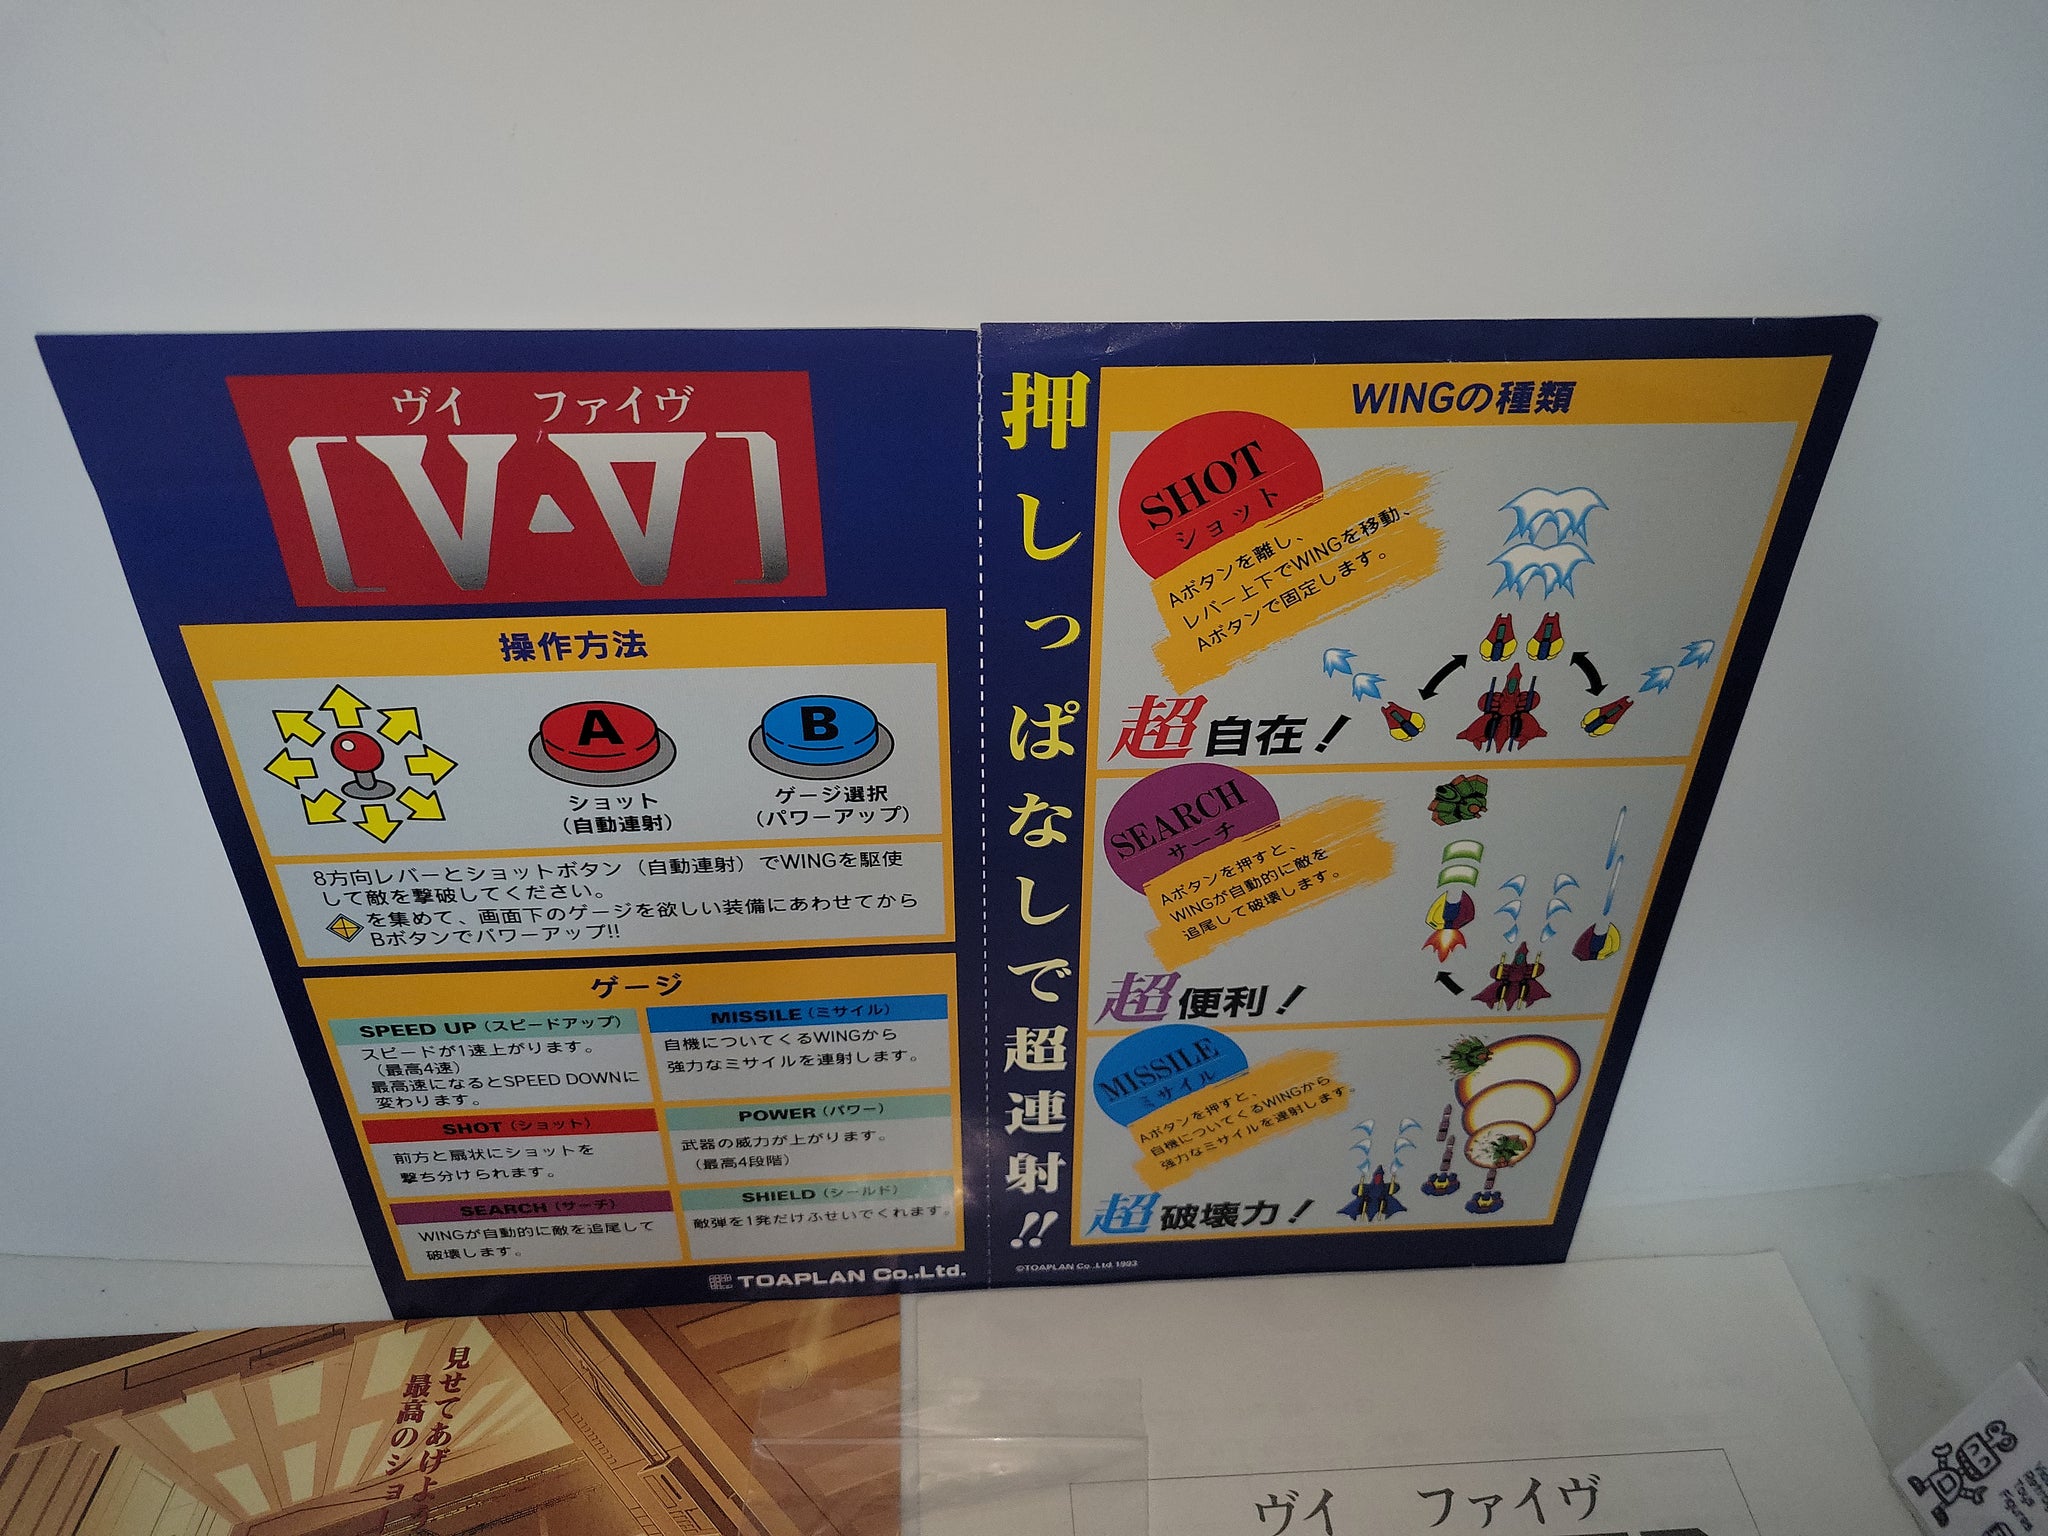 ヴイ ファイヴ
[V・V]
操作方法
A
B
ショット
(自動連射)
ゲージ選択
(パワーアップ)
8方向レバーとショットボタン(自動連射)でWINGを駆使
して敵を撃破してください。
を集めて、画面下のゲージを欲しい装備にあわせてから
Bボタンでパワーアップ!!
ゲージ
SPEED UP(スピードアップ)
スピードが1速上がります。
(最高4速)
最高速になるとSPEED DOWNに
変わります。
SHOT(ショット)
前方と扇状にショットを
撃ち分けられます。
SEARCH(サーチ)
WINGが自動的に敵を追尾して
破壊します。
MISSILE(ミサイル)
自機についてくるWINGから
強力なミサイルを連射します。
POWER(パワー)
武器の威力が上がります。
(最高4段階)
SHIELD(シールド)
敵弾を1発だけふせいでくれます。
TOAPLAN Co.,Ltd.
押しっぱなしで超連射!!
WINGの種類
SHOT
ショット
Aボタンを離し、
レバー上下でWINGを移動、
Aボタンで固定します。
超自在!
SEARCH
サーチ
Aボタンを押すと、
WINGが自動的に敵を
追尾して破壊します。
超便利!
MISSILE
ミサイル
Aボタンを押すと、
自機についてくるWINGから
強力なミサイルを連射します。
超破壊力!
©TOAPLAN Co.,Ltd.1993
見せてあげよう
最高のショー
ヴイ ファイヴ